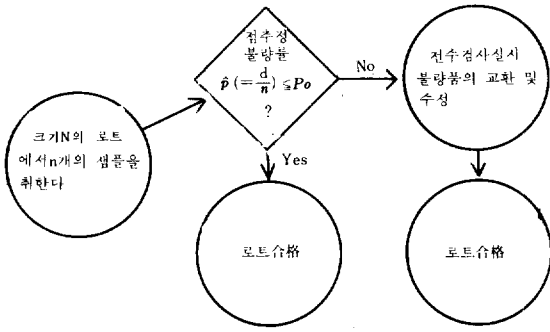 크기N의 로트
에서n개의 샘플을
취한다
점추정
불량률
p̂ (= d/n) ≦ Po
?
No
Yes
전수검사실시
불량품의 교환 및
수성
로트合格
로트合格